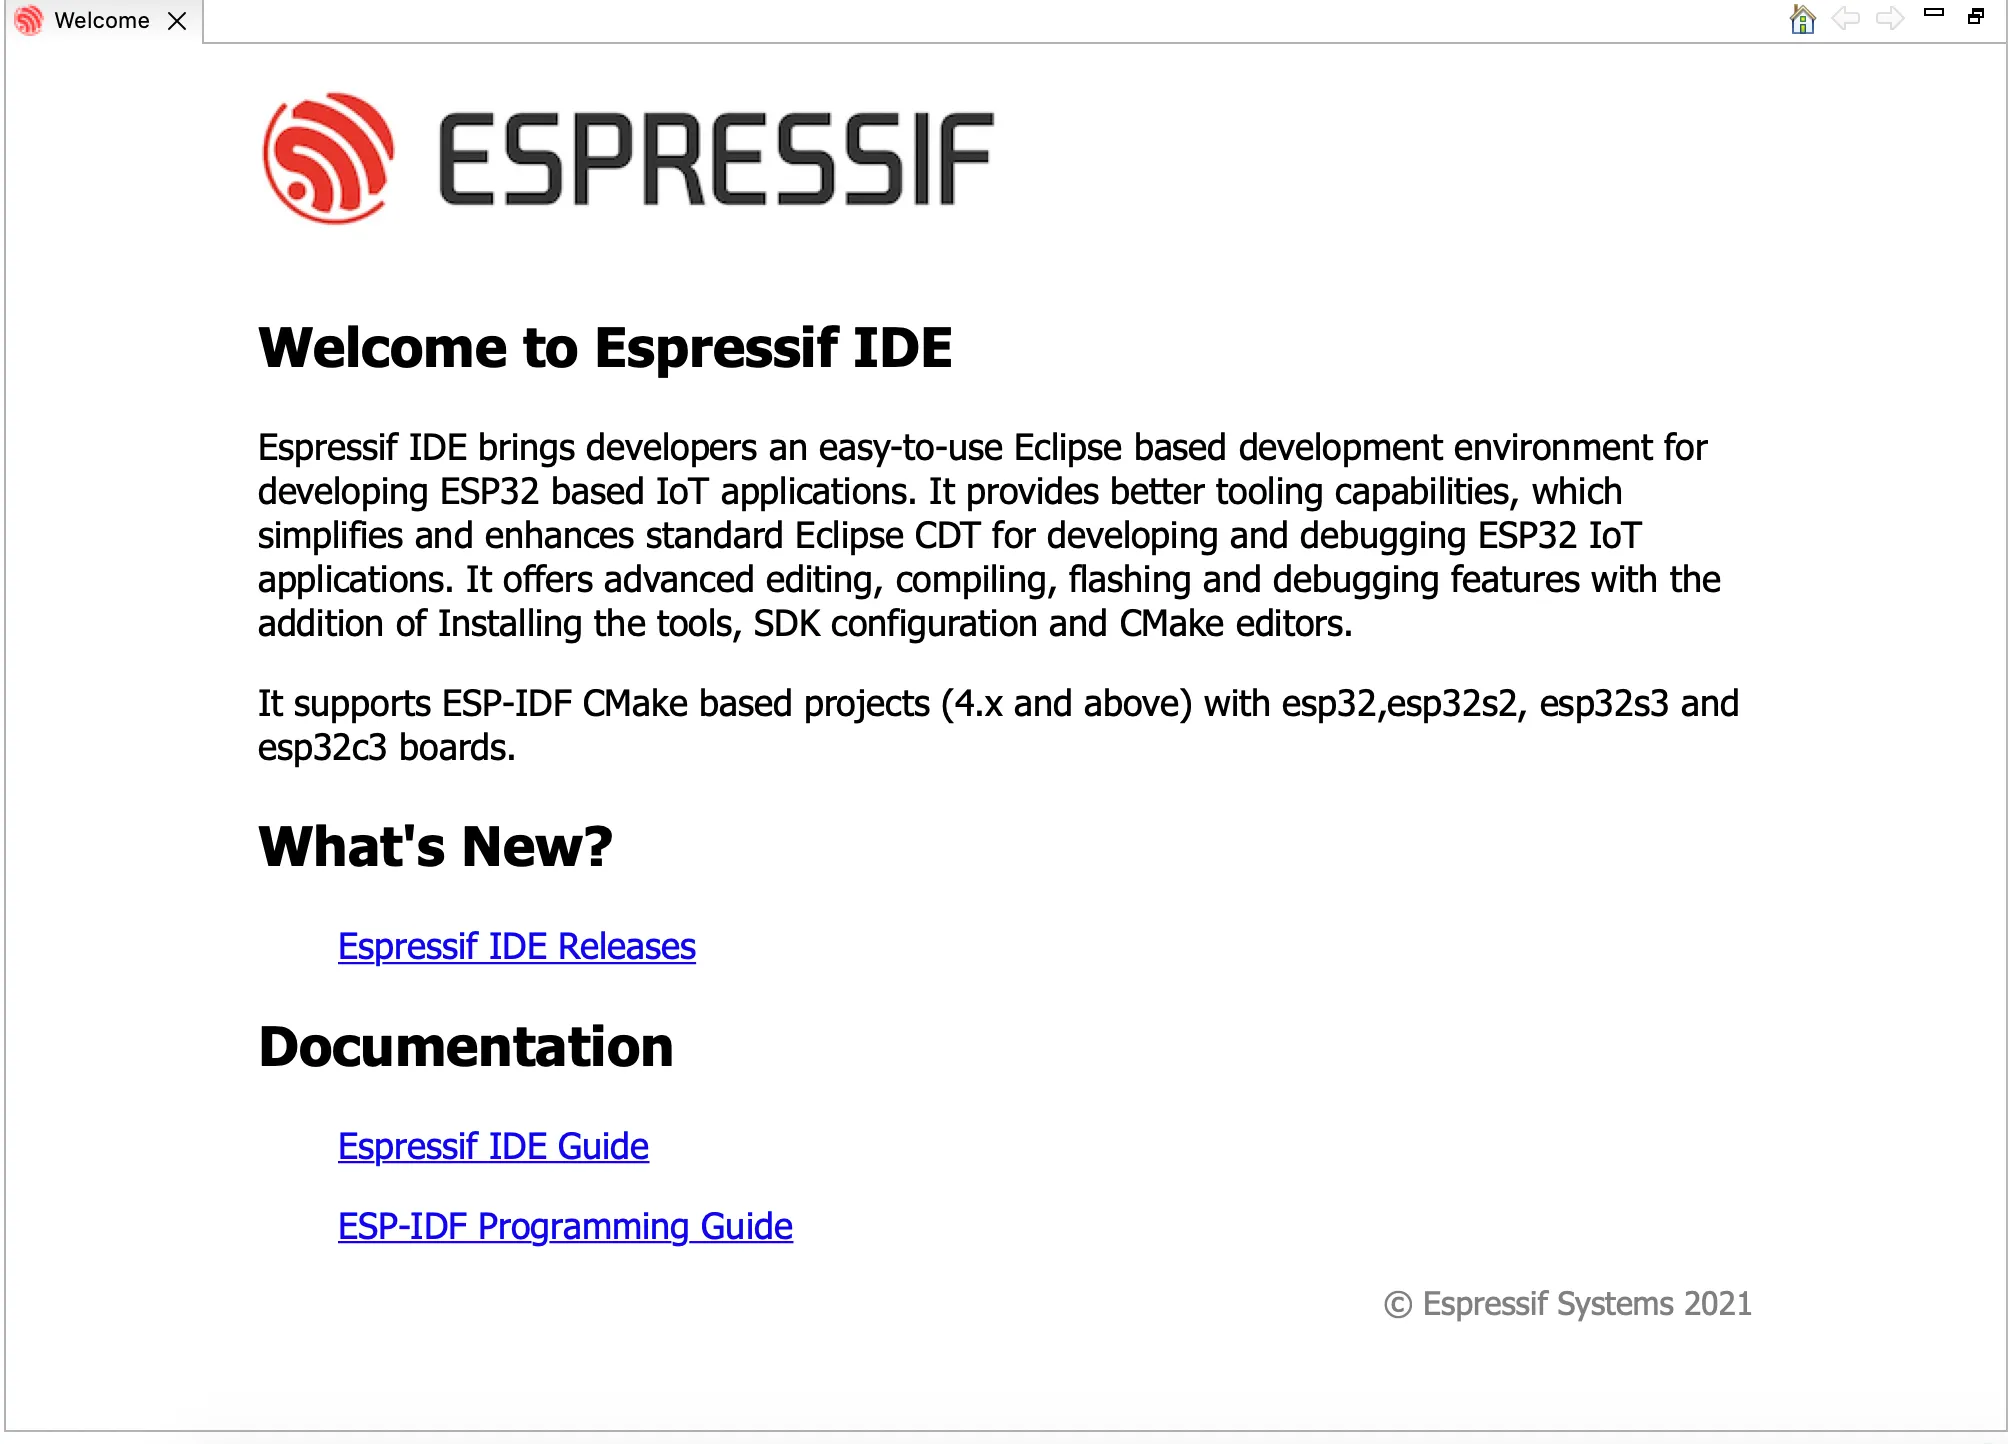 Welcome
ESPRESSIF
Welcome to Espressif IDE
Espressif IDE brings developers an easy-to-use Eclipse based development environment for
developing ESP32 based IoT applications. It provides better tooling capabilities, which
simplifies and enhances standard Eclipse CDT for developing and debugging ESP32 IoT
applications. It offers advanced editing, compiling, flashing and debugging features with the
addition of Installing the tools, SDK configuration and CMake editors.
It supports ESP-IDF CMake based projects (4.x and above) with esp32,esp32s2, esp32s3 and
esp32c3 boards.
What's New?
Espressif IDE Releases
Documentation
Espressif IDE Guide
ESP-IDF Programming Guide
© Espressif Systems 2021